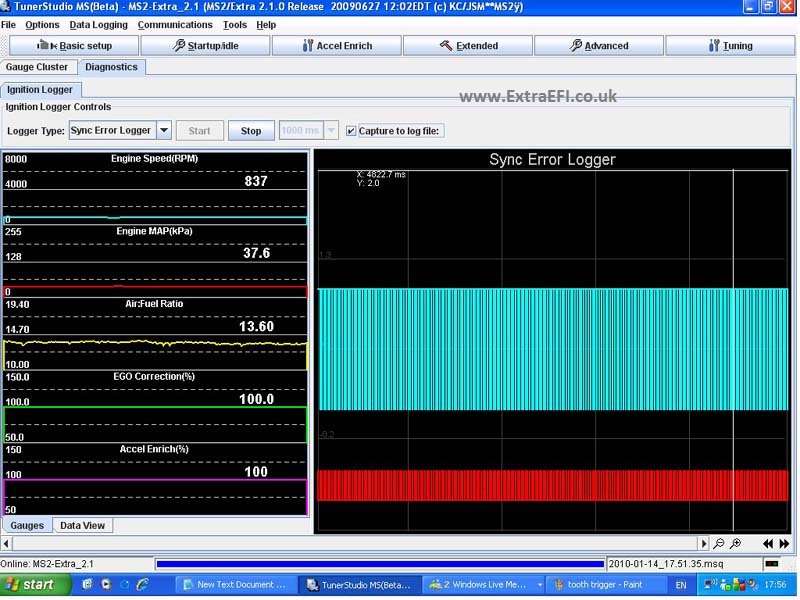 TunerStudio MS(Beta) - MS2-Extra_2.1 (MS2/Extra 2.1.0 Release 20090627 12:02EDT (c) KC/JSM**MS2ÿ)
File Options Data Logging Communications Tools Help
Basic setup Startup/idle Accel Enrich Extended Advanced Tuning
Gauge Cluster Diagnostics
Ignition Logger
www.ExtraEFI.co.uk
Ignition Logger Controls
Logger Type: Sync Error Logger Start Stop 1000 ms Capture to log file:
8000 Engine Speed(RPM)
4000 837
0
255 Engine MAP(kPa)
128 37.6
0
19.40 Air:Fuel Ratio
14.70 13.60
10.00
150.0 EGO Correction(%)
100.0 100.0
50.0
150 Accel Enrich(%)
100 100
50
Sync Error Logger
X: 4822.7 ms
Y: 2.0
1.3
-0.2
Gauges Data View
Online: MS2-Extra_2.1 2010-01-14_17.51.35.msq
start New Text Document ... TunerStudio MS(Beta... 2 Windows Live Me... tooth trigger - Paint EN 17:56